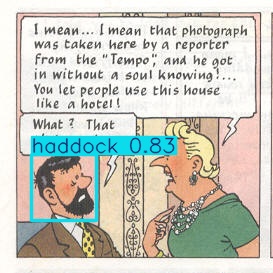 I mean... I mean that photograph
was taken here by a reporter
from the "Tempo", and he got
in without a soul knowing!...
You let people use this house
like a hotel!
What? That
haddock 0.83